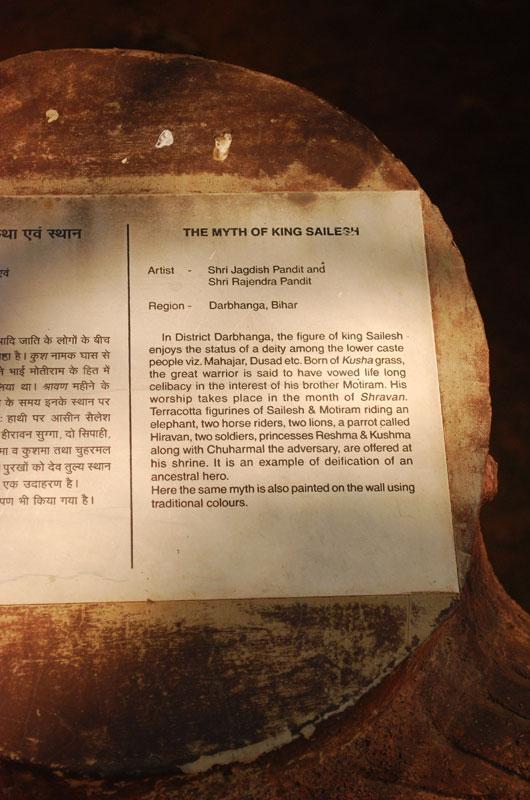 था एवं स्थान
एवं
आदि जाति के लोगों के बीच
हा है। कुश नामक घास से
ने भाई मोतीराम के हित में
लिया था। श्रावण महीने के
के समय इनके स्थान पर
: हाथी पर आसीन सैलेश
हीरावन सुग्गा, दो सिपाही,
मा व कुशमा तथा चुहरमल
पुरखों को देव तुल्य स्थान
एक उदाहरण है।
पण भी किया गया है।
THE MYTH OF KING SAILESH
Artist - Shri Jagdish Pandit and
Shri Rajendra Pandit
Region - Darbhanga, Bihar
In District Darbhanga, the figure of king Sailesh
enjoys the status of a deity among the lower caste
people viz. Mahajar, Dusad etc. Born of Kusha grass,
the great warrior is said to have vowed life long
celibacy in the interest of his brother Motiram. His
worship takes place in the month of Shravan.
Terracotta figurines of Sailesh & Motiram riding an
elephant, two horse riders, two lions, a parrot called
Hiravan, two soldiers, princesses Reshma & Kushma
along with Chuharmal the adversary, are offered at
his shrine. It is an example of deification of an
ancestral hero.
Here the same myth is also painted on the wall using
traditional colours.